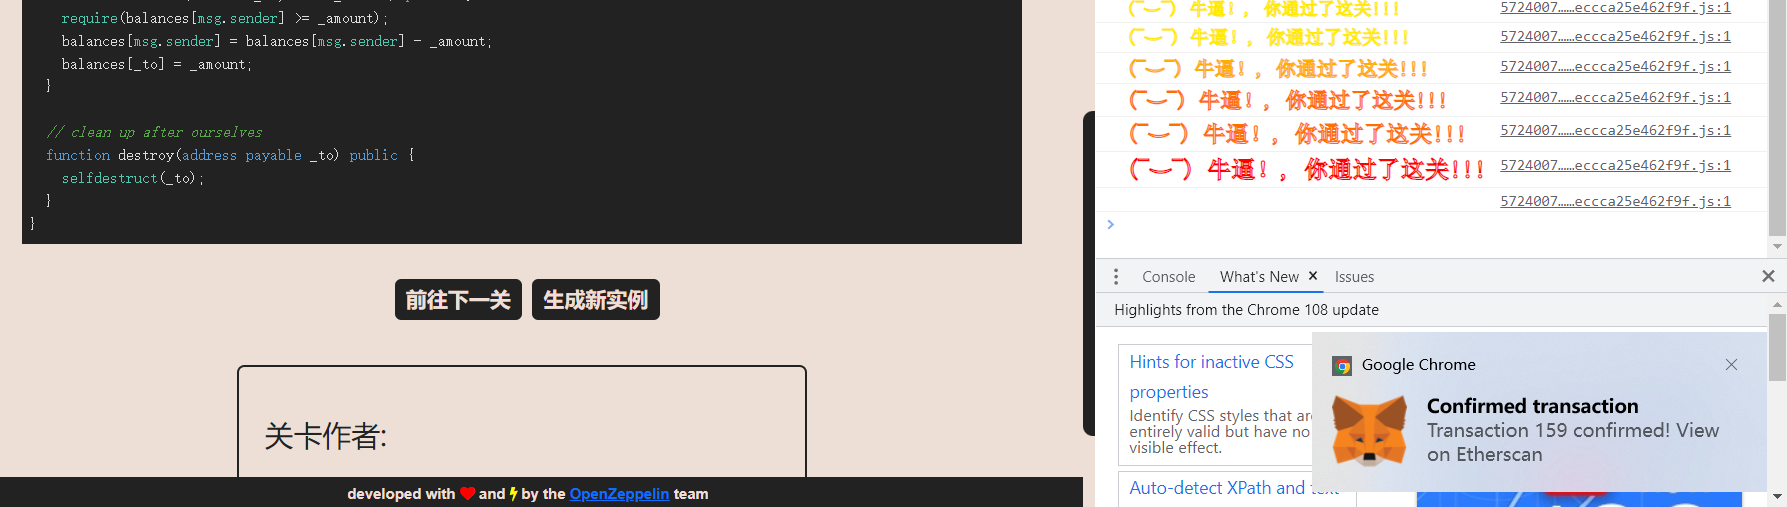 require(balances[msg.sender] >= _amount);
balances[msg.sender] = balances[msg.sender] - _amount;
balances[_to] = _amount;
}
// clean up after ourselves
function destroy(address payable _to) public {
selfdestruct(_to);
}
}
前往下一关 生成新实例
关卡作者:
developed with and by the OpenZeppelin team
(¯︶¯) 牛逼!, 你通过了这关!!! 5724007……eccca25e462f9f.js:1
(¯︶¯) 牛逼!, 你通过了这关!!! 5724007……eccca25e462f9f.js:1
(¯︶¯) 牛逼!, 你通过了这关!!! 5724007……eccca25e462f9f.js:1
(¯︶¯) 牛逼!, 你通过了这关!!! 5724007……eccca25e462f9f.js:1
(¯︶¯) 牛逼!, 你通过了这关!!! 5724007……eccca25e462f9f.js:1
(¯︶¯) 牛逼!, 你通过了这关!!! 5724007……eccca25e462f9f.js:1
5724007……eccca25e462f9f.js:1
Console What's New × Issues
Highlights from the Chrome 108 update
Hints for inactive CSS
properties
Identify CSS styles that
entirely valid but have no
visible effect.
Auto-detect XPath and text
Google Chrome
Confirmed transaction
Transaction 159 confirmed! View
on Etherscan